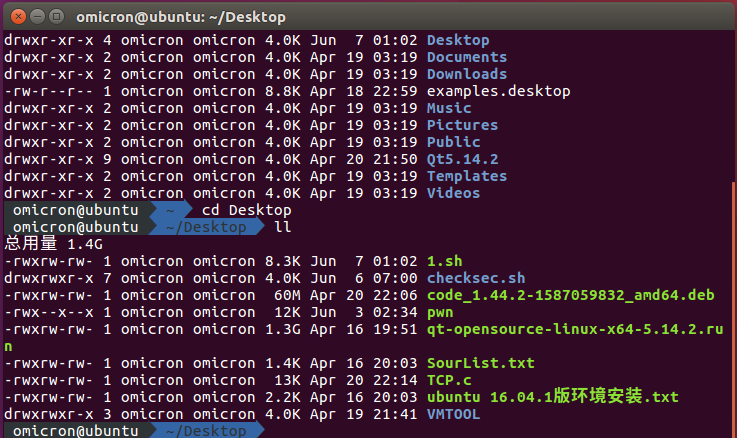 omicron@ubuntu: ~/Desktop
drwxr-xr-x 4 omicron omicron 4.0K Jun  7 01:02 Desktop
drwxr-xr-x 2 omicron omicron 4.0K Apr 19 03:19 Documents
drwxr-xr-x 2 omicron omicron 4.0K Apr 19 03:19 Downloads
-rw-r--r-- 1 omicron omicron 8.8K Apr 18 22:59 examples.desktop
drwxr-xr-x 2 omicron omicron 4.0K Apr 19 03:19 Music
drwxr-xr-x 2 omicron omicron 4.0K Apr 19 03:19 Pictures
drwxr-xr-x 2 omicron omicron 4.0K Apr 19 03:19 Public
drwxr-xr-x 9 omicron omicron 4.0K Apr 20 21:50 Qt5.14.2
drwxr-xr-x 2 omicron omicron 4.0K Apr 19 03:19 Templates
drwxr-xr-x 2 omicron omicron 4.0K Apr 19 03:19 Videos
omicron@ubuntu ~ cd Desktop
omicron@ubuntu ~/Desktop ll
总用量 1.4G
-rwxrw-rw- 1 omicron omicron 8.3K Jun  7 01:02 1.sh
drwxrwxr-x 7 omicron omicron 4.0K Jun  6 07:00 checksec.sh
-rwxrw-rw- 1 omicron omicron  60M Apr 20 22:06 code_1.44.2-1587059832_amd64.deb
-rwx--x--x 1 omicron omicron  12K Jun  3 02:34 pwn
-rwxrw-rw- 1 omicron omicron 1.3G Apr 16 19:51 qt-opensource-linux-x64-5.14.2.ru
n
-rwxrw-rw- 1 omicron omicron 1.4K Apr 16 20:03 SourList.txt
-rwxrw-rw- 1 omicron omicron  13K Apr 20 22:14 TCP.c
-rwxrw-rw- 1 omicron omicron 2.2K Apr 16 20:03 ubuntu 16.04.1版环境安装.txt
drwxrwxr-x 3 omicron omicron 4.0K Apr 19 21:41 VMTOOL
omicron@ubuntu ~/Desktop